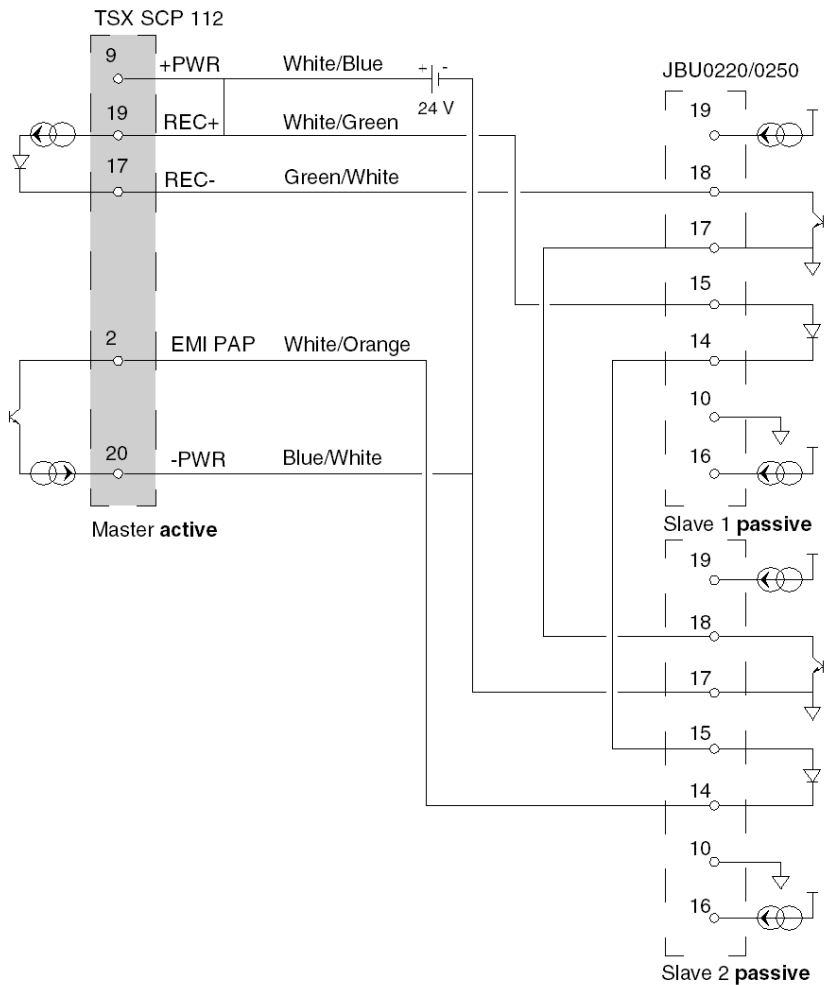 TSX SCP 112
9 +PWR White/Blue + -
24 V
19 REC+ White/Green
17 REC- Green/White
2 EMI PAP White/Orange
20 -PWR Blue/White
Master active
JBU0220/0250
19
18
17
15
14
10
16
Slave 1 passive
19
18
17
15
14
10
16
Slave 2 passive